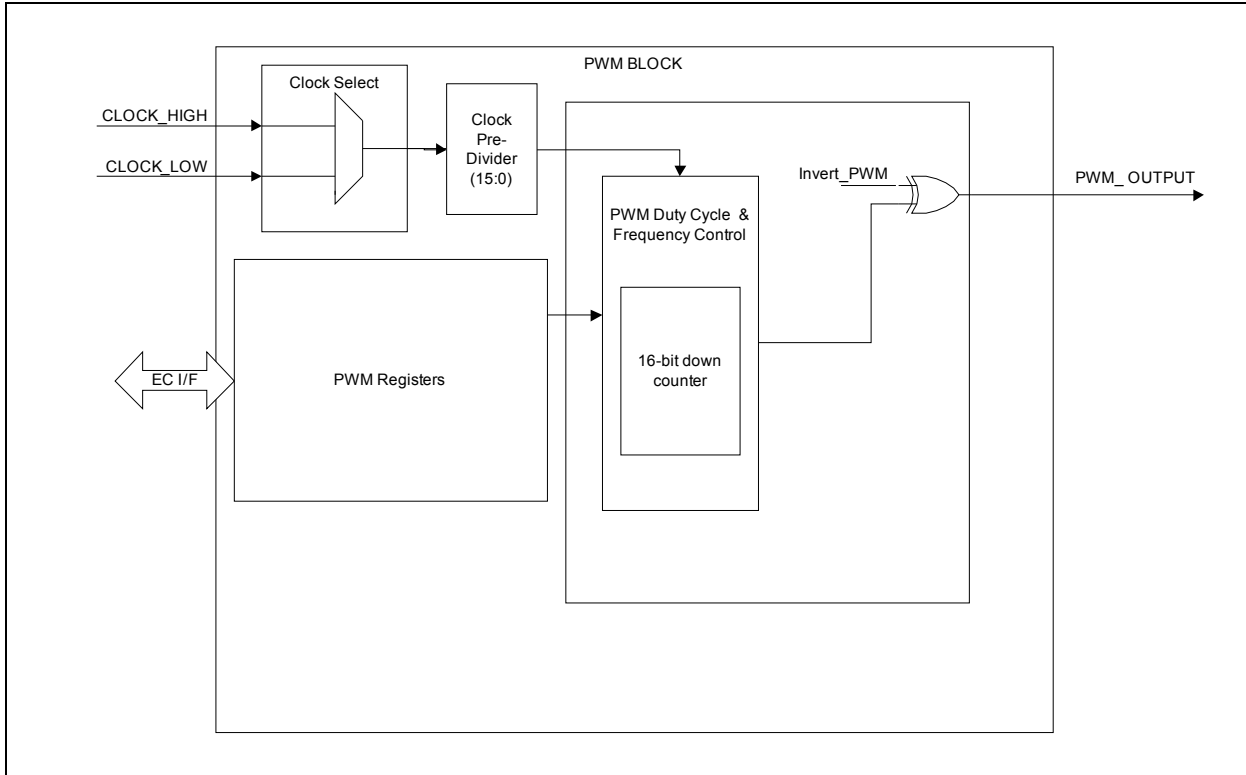 PWM BLOCK
Clock Select
CLOCK_HIGH
CLOCK_LOW
Clock
Pre-
Divider
(15:0)
Invert_PWM
PWM_ OUTPUT
PWM Duty Cycle &
Frequency Control
16-bit down
counter
EC I/F
PWM Registers